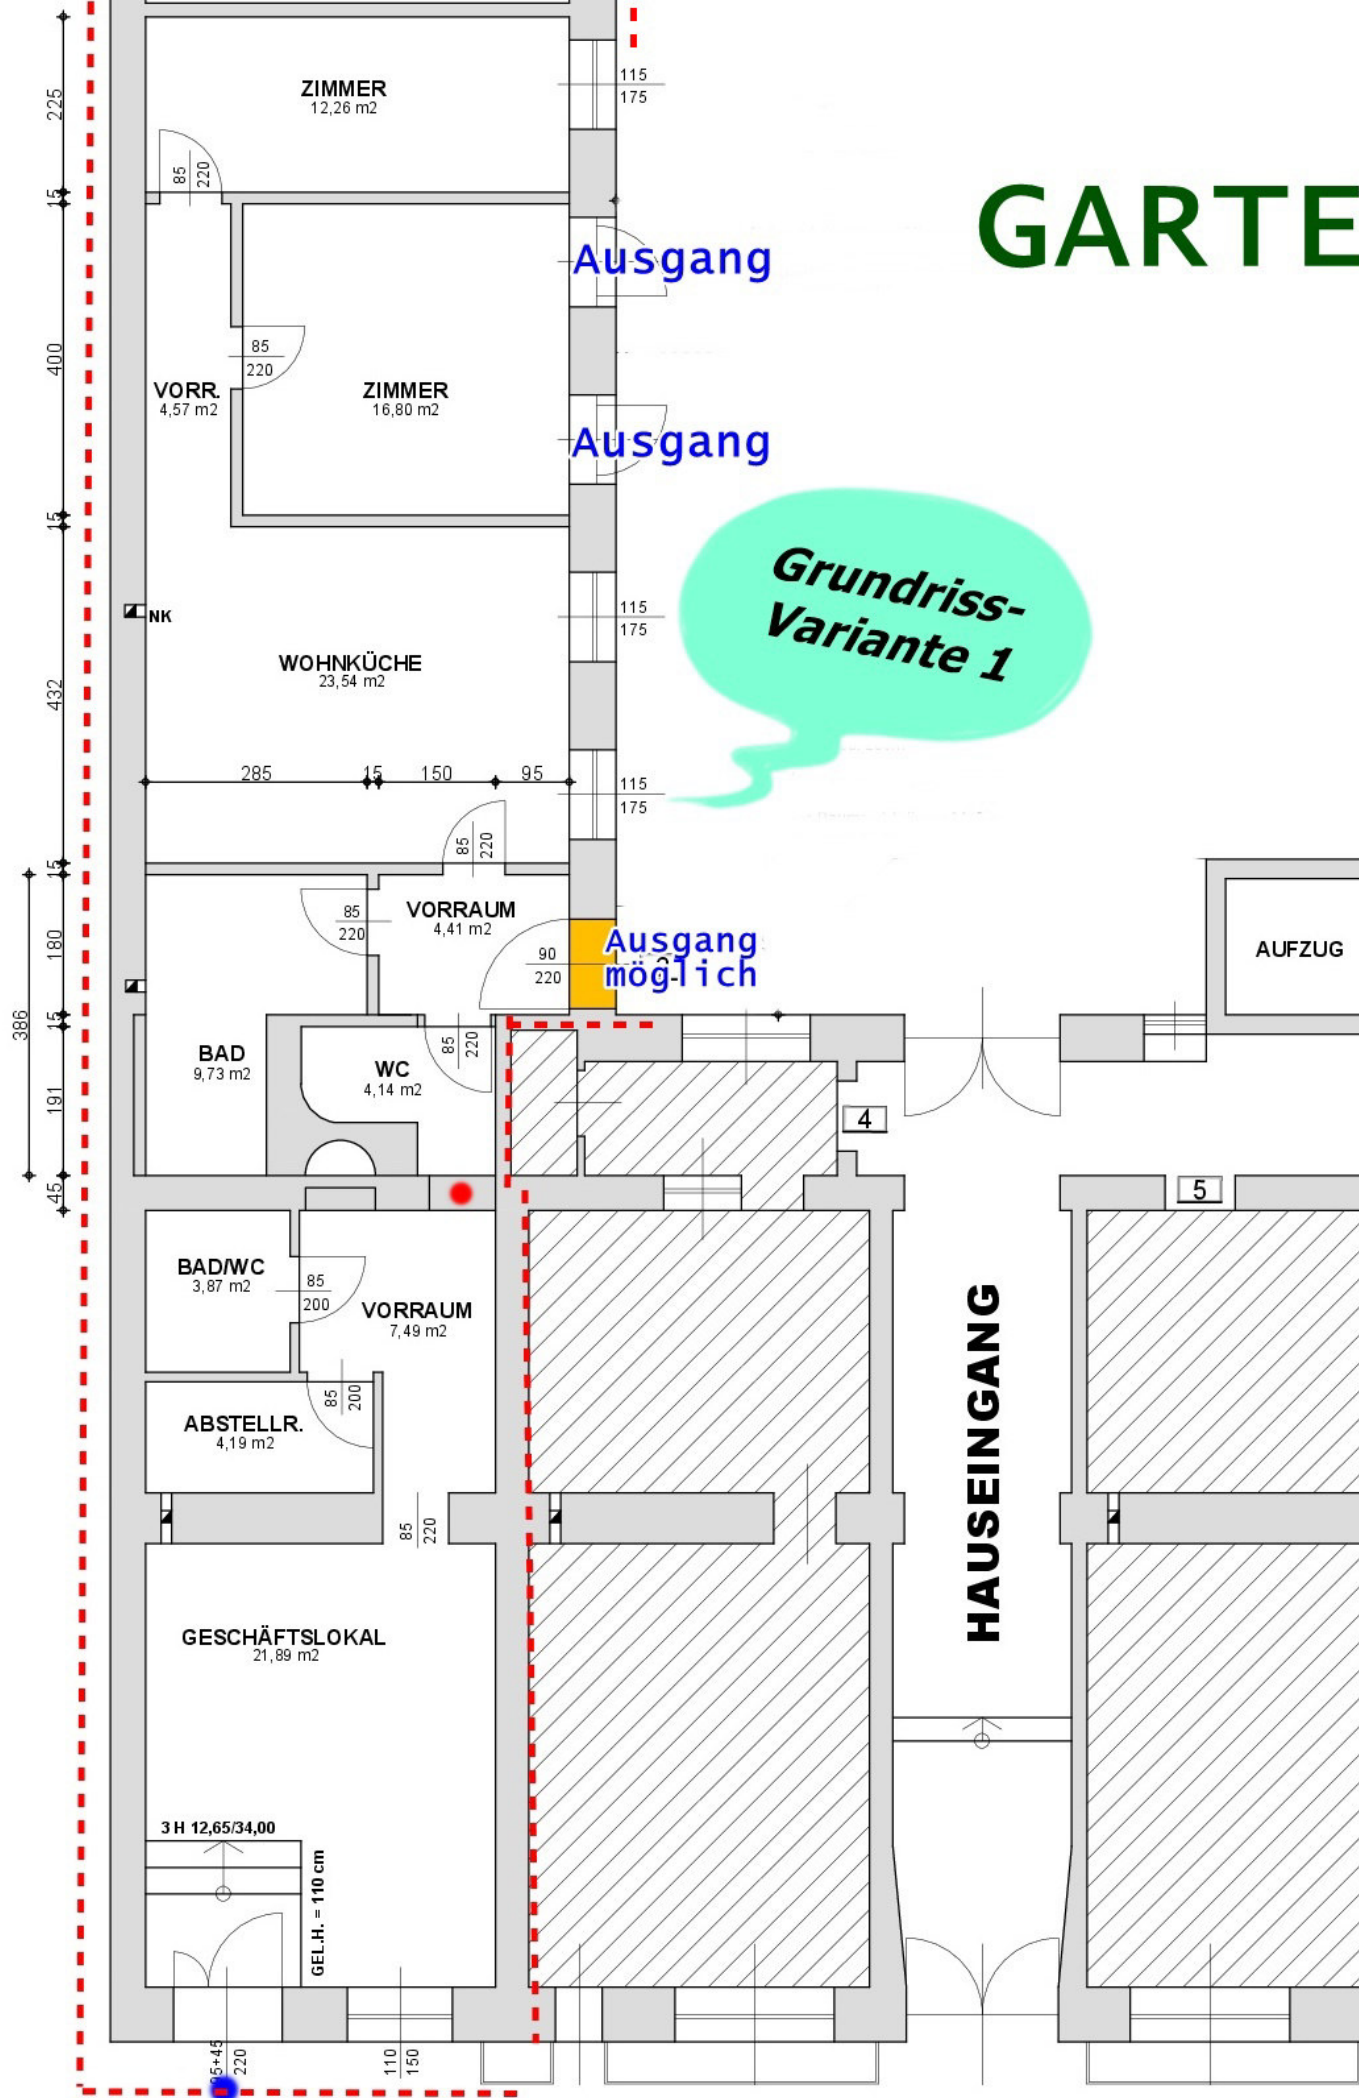 ZIMMER
12,26 m2
115
175
225
85
220
15
GARTE
Ausgang
400
85
220
VORR.
4,57 m2
ZIMMER
16,80 m2
Ausgang
15
Grundriss-
Variante 1
NK
115
175
WOHNKÜCHE
23,54 m2
432
285
15
150
95
115
175
85
220
15
VORRAUM
4,41 m2
85
220
180
90
220
Ausgang
möglich
AUFZUG
386
15
BAD
9,73 m2
WC
4,14 m2
85
220
191
4
45
5
BAD/WC
3,87 m2
85
200
VORRAUM
7,49 m2
85
200
ABSTELLR.
4,19 m2
HAUSEINGANG
85
220
GESCHÄFTSLOKAL
21,89 m2
3 H 12,65/34,00
GEL.H. = 110 cm
95+45
220
110
150